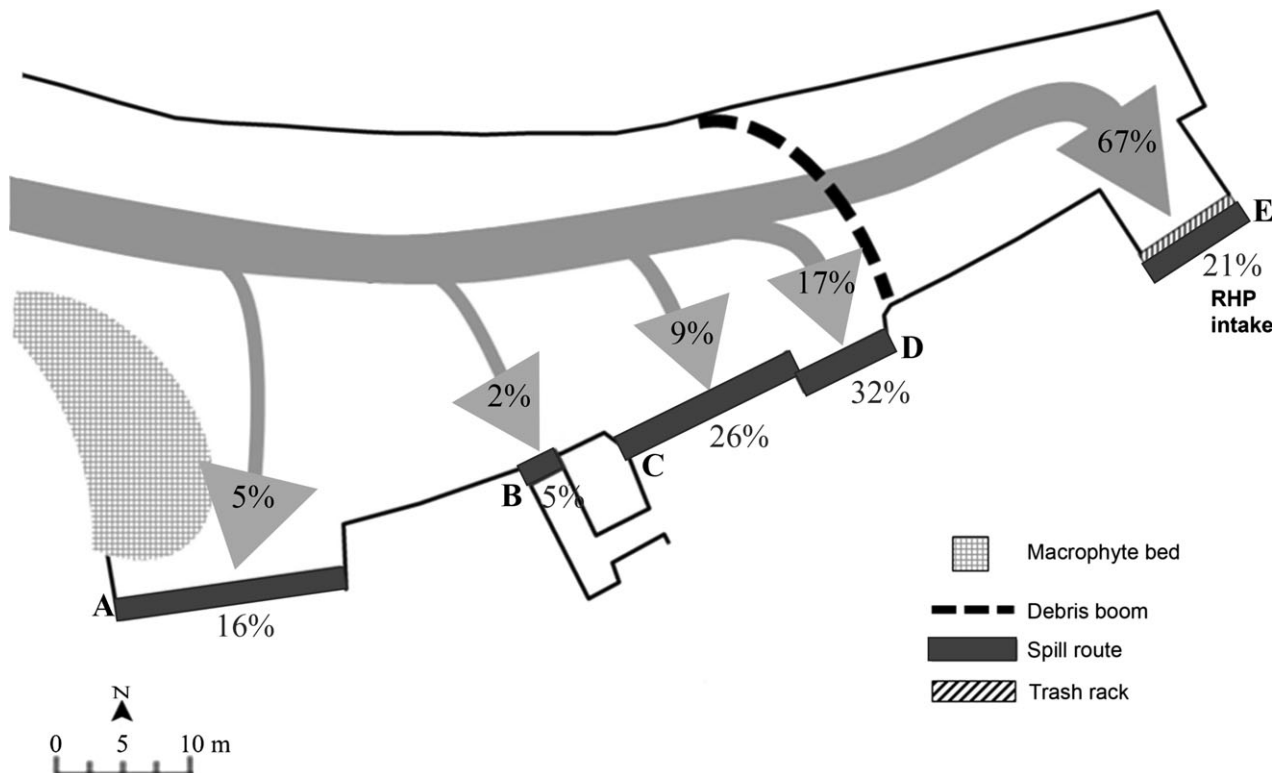 67%
E
21%
RHP
intake
17%
9%
D
32%
2%
26%
C
B
5%
5%
A
16%
Macrophyte bed
Debris boom
Spill route
Trash rack
N
0 5 10 m